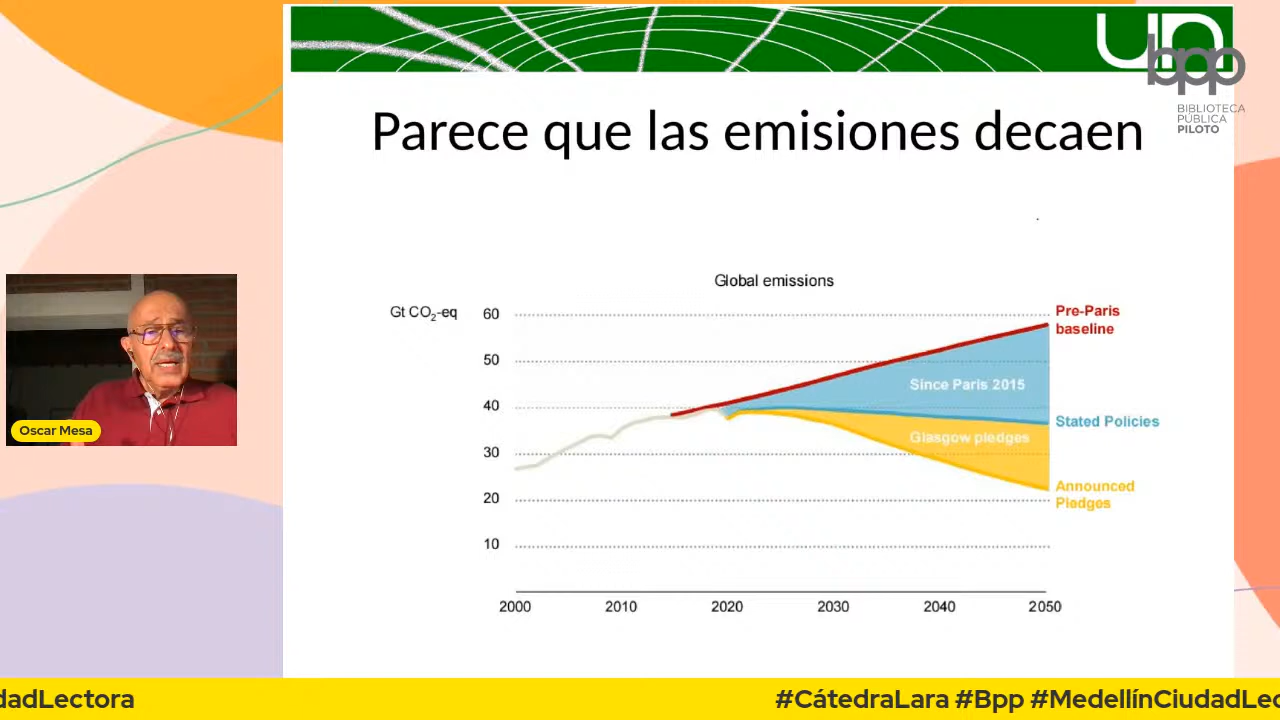 un
bpp
BIBLIOTECA
PÚBLICA
PILOTO
Parece que las emisiones decaen
Global emissions
Gt CO₂-eq
60
50
40
30
20
10
2000
2010
2020
2030
2040
2050
Pre-Paris
baseline
Since Paris 2015
Stated Policies
Glasgow pledges
Announced
Pledges
Oscar Mesa
dadLectora
#CátedraLara #Bpp #MedellínCiudadLec